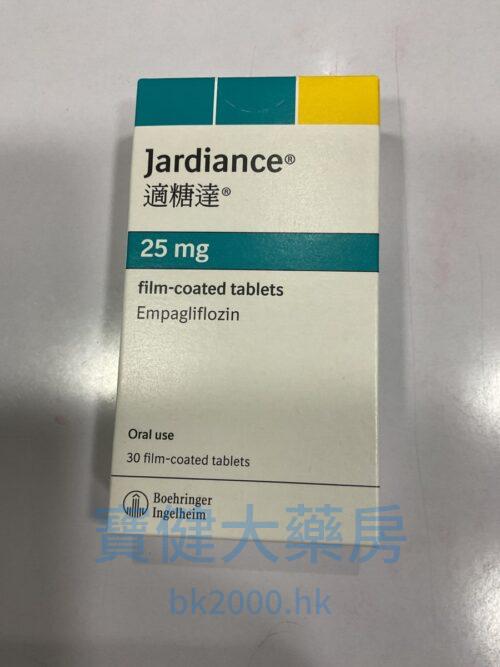 Jardiance®
適糖達®
25 mg
film-coated tablets
Empagliflozin
Oral use
30 film-coated tablets
Boehringer
Ingelheim
寶健大藥房
bk2000.hk